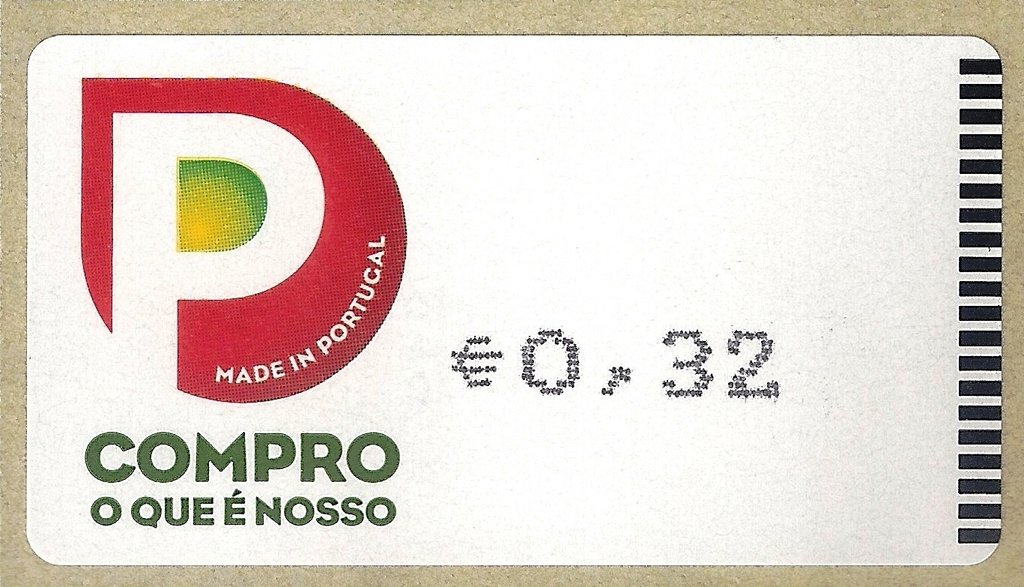 MADE IN PORTUGAL
€0,32
COMPRO
O QUE É NOSSO